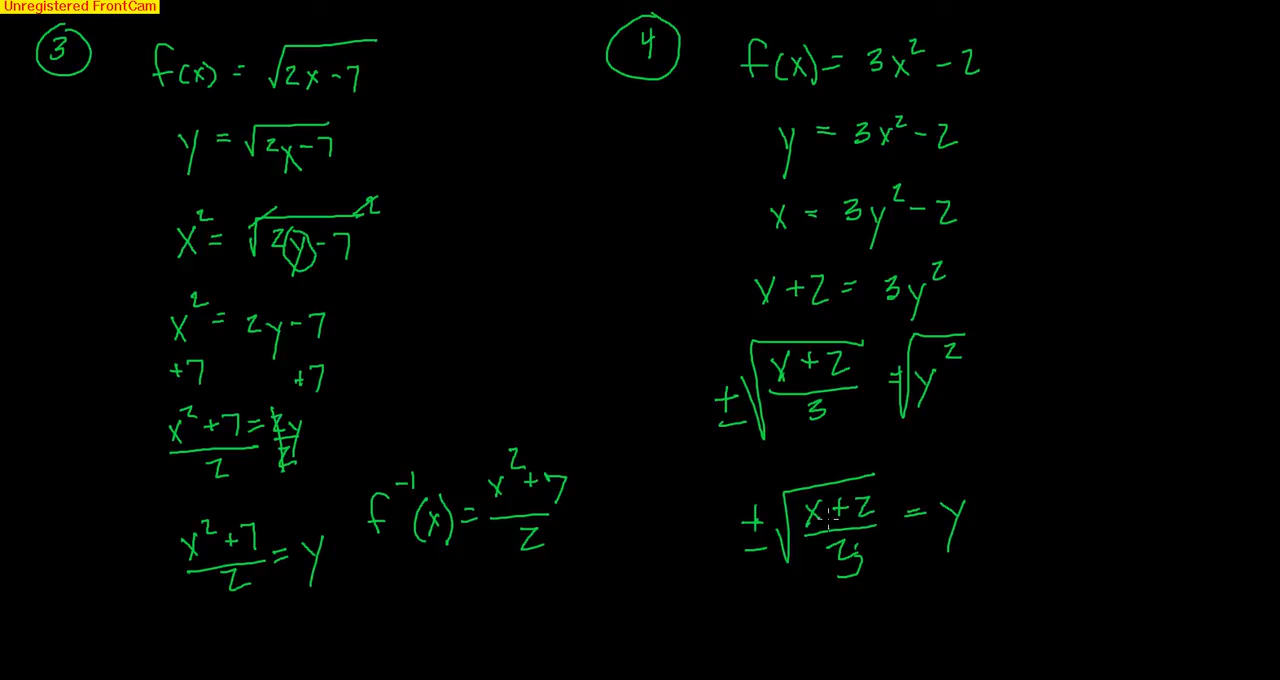 Unregistered FrontCam
3
f(x) = √(2x-7)
y = √(2x-7)
x² = √(2y-7)²
x² = 2y-7
+7 +7
(x²+7)/2 = 2y/2
(x²+7)/2 = y
f⁻¹(x) = (x²+7)/2
4
f(x) = 3x²-2
y = 3x²-2
x = 3y²-2
x+2 = 3y²
±√((x+2)/3) ±√(y²)
±√((x+2)/3) = y